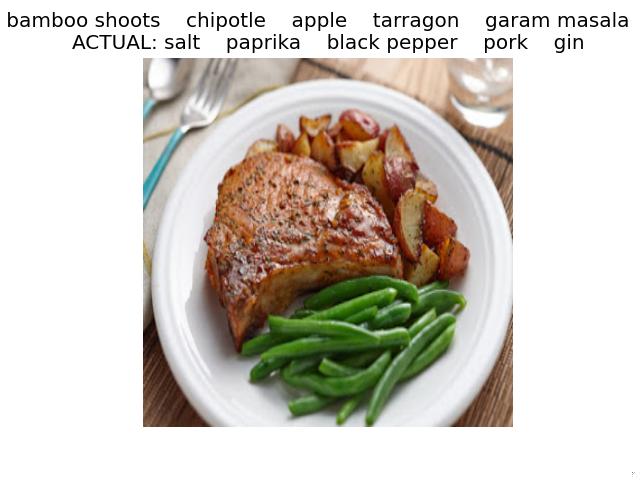 bamboo shoots chipotle apple tarragon garam masala
ACTUAL: salt paprika black pepper pork gin